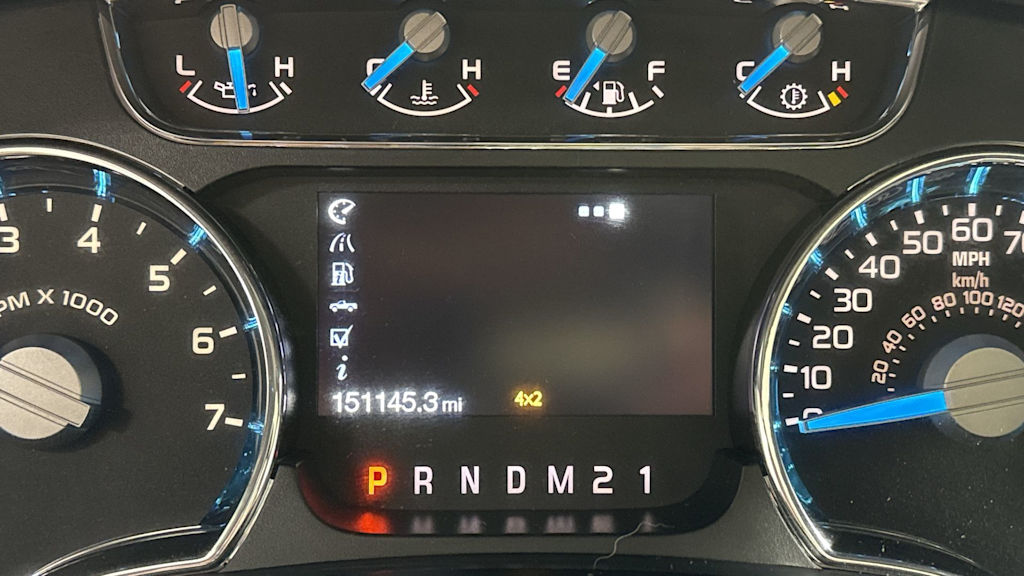 L H
C H
E F
C H
3 4 5 6 7
RPM X 1000
151145.3 mi
4x2
P R N D M 2 1
0 10 20 30 40 50 60 70
MPH
km/h
20 40 60 80 100 120